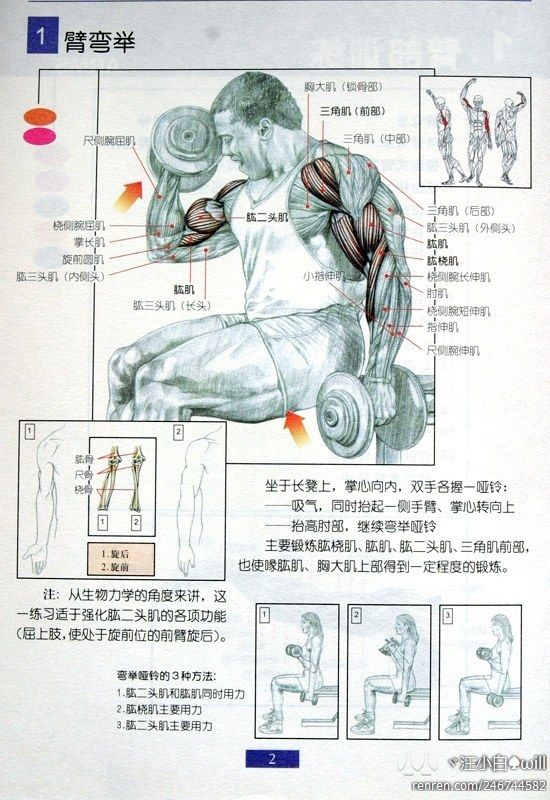 1 臂弯举
胸大肌（锁骨部）
三角肌（前部）
三角肌（中部）
尺侧腕屈肌
三角肌（后部）
肱三头肌（外侧头）
肱二头肌
桡侧腕屈肌
掌长肌
旋前圆肌
肱三头肌（内侧头）
肱肌
肱三头肌（长头）
肱肌
肱桡肌
小指伸肌
桡侧腕长伸肌
肘肌
桡侧腕短伸肌
指伸肌
尺侧腕伸肌
1
2
肱骨
尺骨
桡骨
1 2
1.旋后
2.旋前
坐于长凳上，掌心向内，双手各握一哑铃：
——吸气，同时抬起一侧手臂、掌心转向上
——抬高肘部，继续弯举哑铃
主要锻炼肱桡肌、肱肌、肱二头肌、三角肌前部，
也使喙肱肌、胸大肌上部得到一定程度的锻炼。
注：从生物力学的角度来讲，这
一练习适于强化肱二头肌的各项功能
（屈上肢，使处于旋前位的前臂旋后）。
弯举哑铃的3种方法：
1.肱二头肌和肱肌同时用力
2.肱桡肌主要用力
3.肱二头肌主要用力
1
2
3
2
汪小白♤will
renren.com/246744582